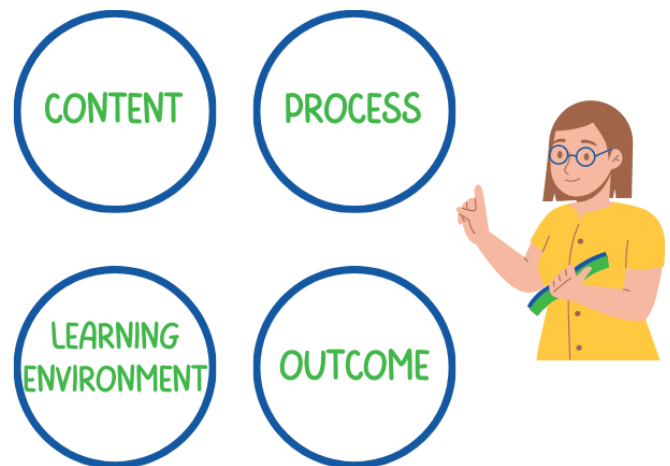 CONTENT
PROCESS
LEARNING
ENVIRONMENT
OUTCOME